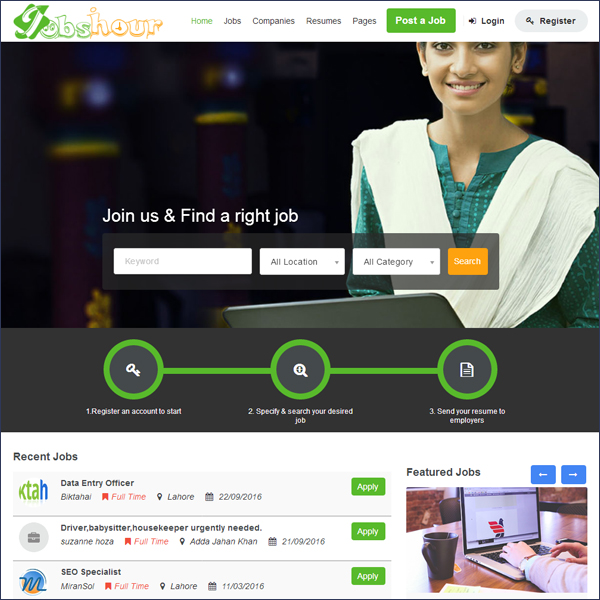 Jobshour
Home Jobs Companies Resumes Pages Post a Job Login Register
Join us & Find a right job
Keyword All Location All Category Search
1.Register an account to start 2. Specify & search your desired job 3. Send your resume to employers
Recent Jobs
Data Entry Officer
Biktahai Full Time Lahore 22/09/2016
Apply
Driver,babysitter,housekeeper urgently needed.
suzanne hoza Full Time Adda Jahan Khan 21/09/2016
Apply
SEO Specialist
MiranSol Full Time Lahore 11/03/2016
Apply
Featured Jobs
ktah